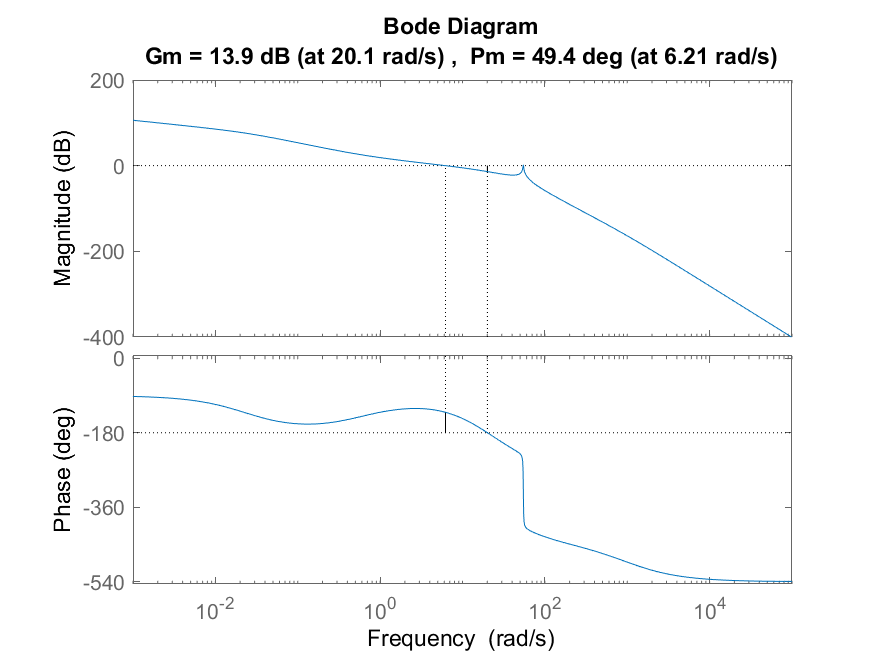 Bode Diagram
Gm = 13.9 dB (at 20.1 rad/s) ,  Pm = 49.4 deg (at 6.21 rad/s)
200
0
-200
-400
Magnitude (dB)
0
-180
-360
-540
Phase (deg)
10^-2
10^0
10^2
10^4
Frequency  (rad/s)